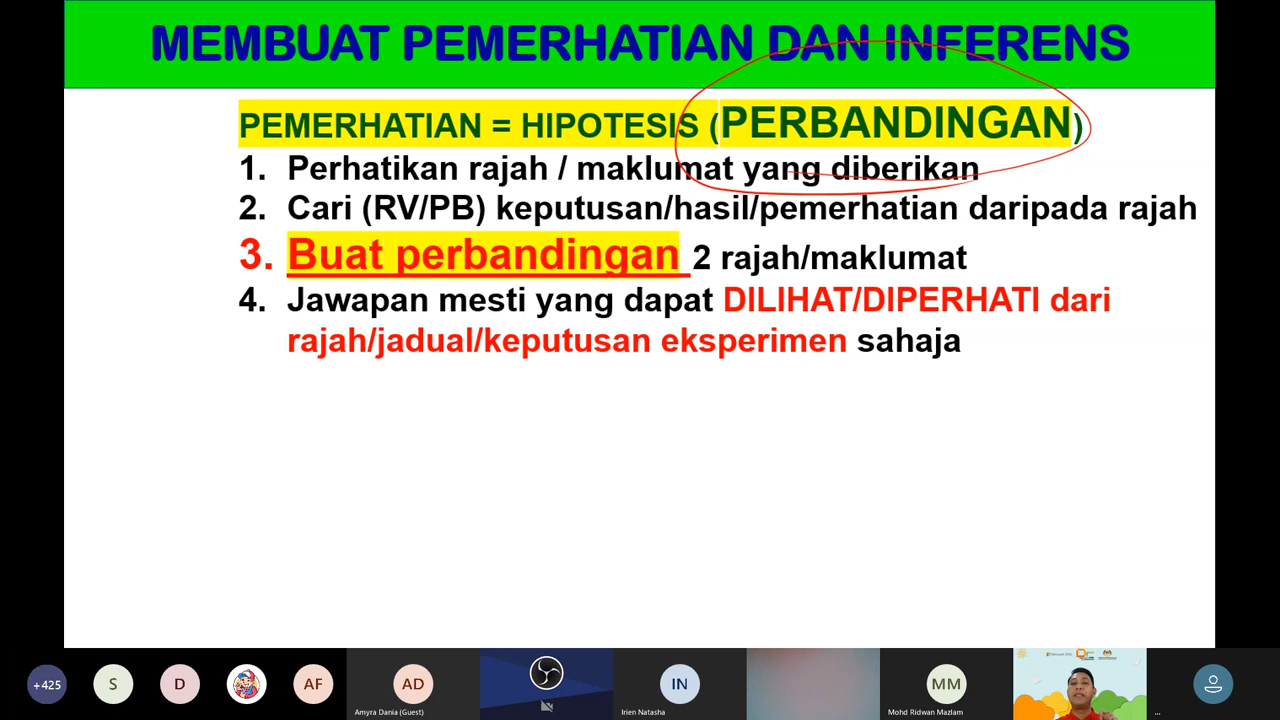 MEMBUAT PEMERHATIAN DAN INFERENS
PEMERHATIAN = HIPOTESIS (PERBANDINGAN)
1. Perhatikan rajah / maklumat yang diberikan
2. Cari (RV/PB) keputusan/hasil/pemerhatian daripada rajah
3. Buat perbandingan 2 rajah/maklumat
4. Jawapan mesti yang dapat DILIHAT/DIPERHATI dari
rajah/jadual/keputusan eksperimen sahaja
+425
S
D
AF
AD
Amyra Dania (Guest)
IN
Irien Natasha
MM
Mohd Ridwan Mazlam
...